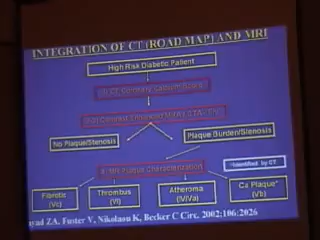 INTEGRATION OF CT (ROAD MAP) AND MRI
High Risk Diabetic Patient
No Plaque/Stenosis
Plaque Burden/Stenosis
Plaque Characterization
*Identified by CT
Fibrotic
(Vc)
Thrombus
(VI)
Atheroma
(IV/Va)
Ca Plaque*
(Vb)
ZA, Fuster V, Nikolaou K, Becker C Circ. 2002;106:2026